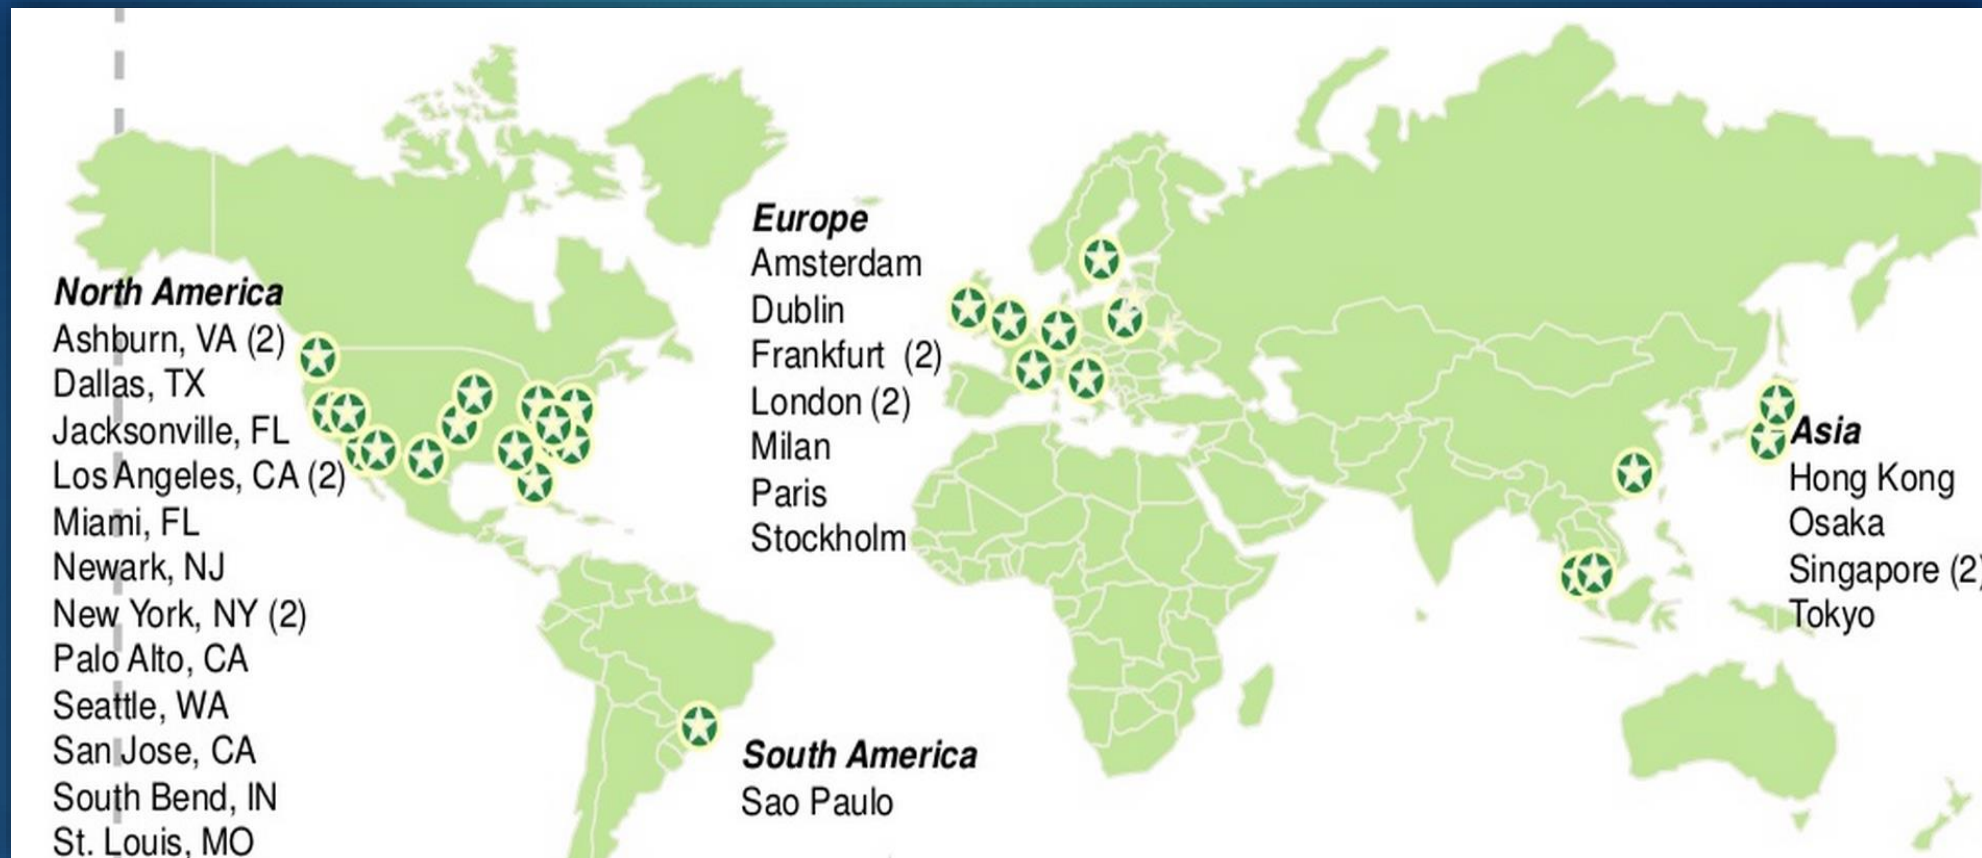 North America
Ashburn, VA (2)
Dallas, TX
Jacksonville, FL
Los Angeles, CA (2)
Miami, FL
Newark, NJ
New York, NY (2)
Palo Alto, CA
Seattle, WA
San Jose, CA
South Bend, IN
St. Louis, MO
Europe
Amsterdam
Dublin
Frankfurt (2)
London (2)
Milan
Paris
Stockholm
South America
Sao Paulo
Asia
Hong Kong
Osaka
Singapore (2)
Tokyo